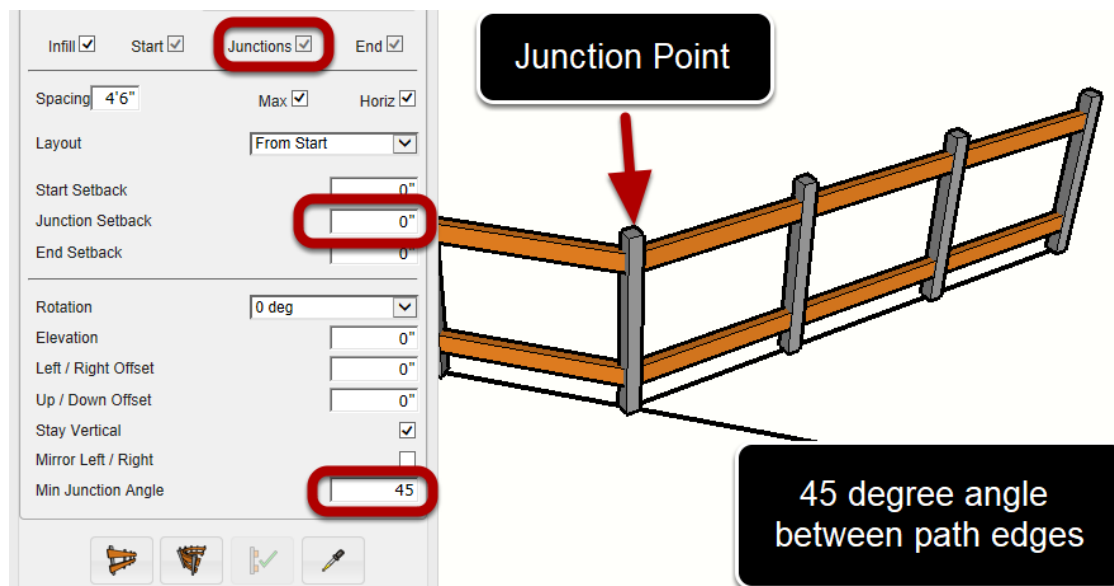 Infill Start Junctions End
Spacing 4'6" Max Horiz
Layout From Start
Start Setback 0"
Junction Setback 0"
End Setback 0"
Rotation 0 deg
Elevation 0"
Left / Right Offset 0"
Up / Down Offset 0"
Stay Vertical
Mirror Left / Right
Min Junction Angle 45
Junction Point
45 degree angle
between path edges